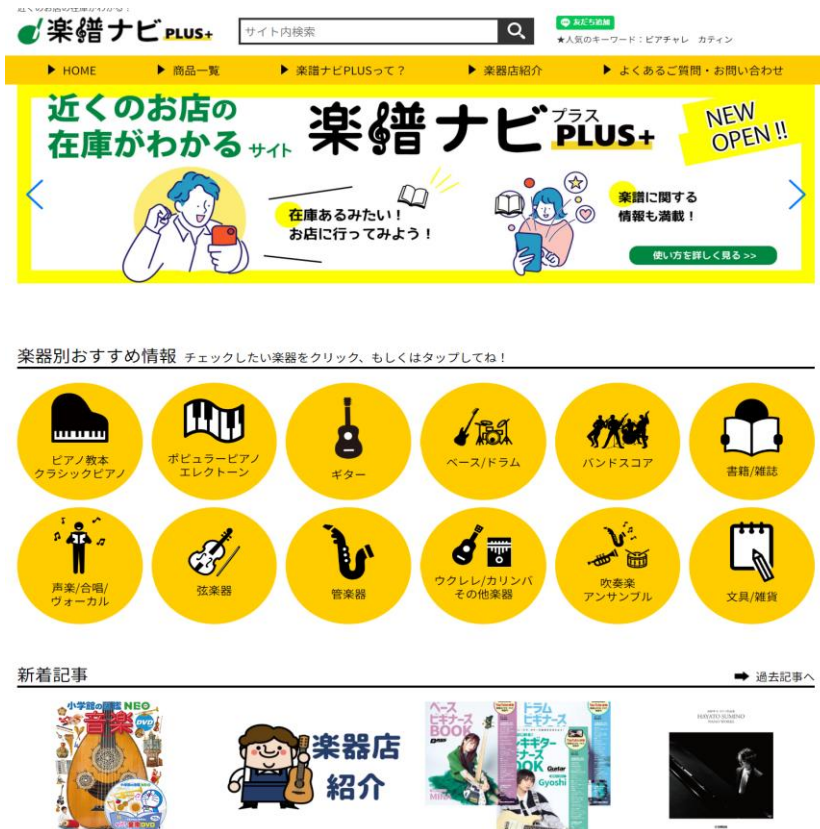 近くのお店の在庫がわかる！
楽譜ナビ PLUS+
サイト内検索
友だち追加
★人気のキーワード：ピアチャレ カティン
HOME
商品一覧
楽譜ナビPLUSって？
楽器店紹介
よくあるご質問・お問い合わせ
近くのお店の
在庫がわかる サイト
楽譜ナビ プラス PLUS+
NEW
OPEN !!
在庫あるみたい！
お店に行ってみよう！
楽譜に関する
情報も満載！
使い方を詳しく見る >>
楽器別おすすめ情報 チェックしたい楽器をクリック、もしくはタップしてね！
ピアノ教本
クラシックピアノ
ポピュラーピアノ
エレクトーン
ギター
ベース/ドラム
バンドスコア
書籍/雑誌
声楽/合唱/
ヴォーカル
弦楽器
管楽器
ウクレレ/カリンバ
その他楽器
吹奏楽
アンサンブル
文具/雑貨
新着記事
過去記事へ
小学館の図鑑 NEO
音楽 DVD
楽器店
紹介
ベース
ビギナーズ
BOOK
ドラム
ビギナーズ
Guitar
Gyoshi
HAYATO SUMINO